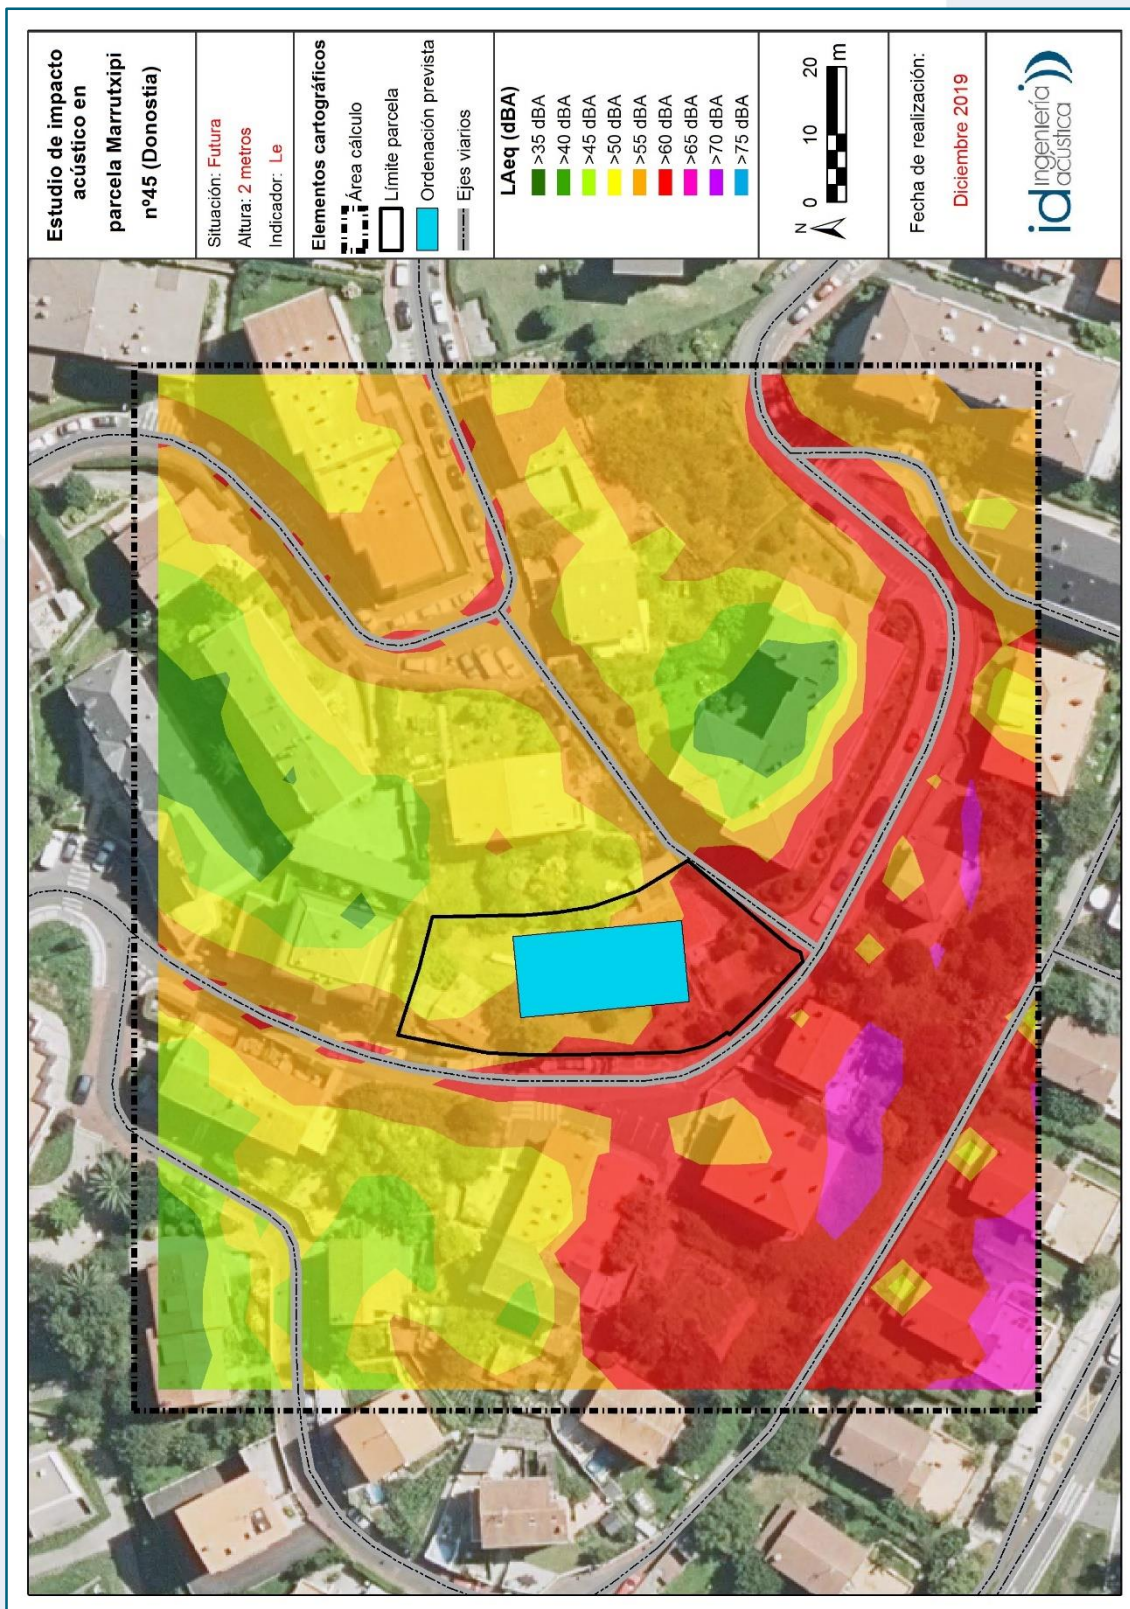 Estudio de impacto
acústico en
parcela Marrutxipi
nº45 (Donostia)
Situación: Futura
Altura: 2 metros
Indicador: Le
Elementos cartográficos
Área cálculo
Límite parcela
Ordenación prevista
Ejes viarios
LAeq (dBA)
>35 dBA
>40 dBA
>45 dBA
>50 dBA
>55 dBA
>60 dBA
>65 dBA
>70 dBA
>75 dBA
N
0 10 20
m
Fecha de realización:
Diciembre 2019
id Ingeniería
acústica